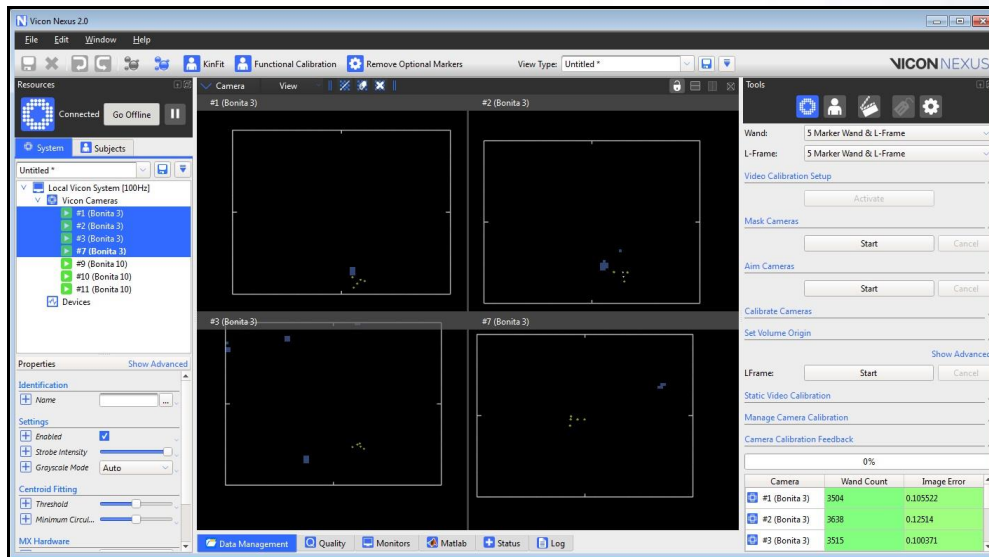 Vicon Nexus 2.0
File Edit Window Help
KinFit Functional Calibration Remove Optional Markers View Type: Untitled * VICON NEXUS
Resources
Connected Go Offline
System Subjects
Untitled *
Local Vicon System [100Hz]
Vicon Cameras
#1 (Bonita 3)
#2 (Bonita 3)
#3 (Bonita 3)
#7 (Bonita 3)
#9 (Bonita 10)
#10 (Bonita 10)
#11 (Bonita 10)
Devices
Properties Show Advanced
Identification
Name ...
Settings
Enabled
Strobe Intensity
Grayscale Mode Auto
Centroid Fitting
Threshold
Minimum Circul...
MX Hardware
Camera View
#1 (Bonita 3) #2 (Bonita 3)
#3 (Bonita 3) #7 (Bonita 3)
Data Management Quality Monitors Matlab Status Log
Tools
Wand: 5 Marker Wand & L-Frame
L-Frame: 5 Marker Wand & L-Frame
Video Calibration Setup
Activate
Mask Cameras
Start Cancel
Aim Cameras
Start Cancel
Calibrate Cameras
Set Volume Origin
Show Advanced
LFrame: Start Cancel
Static Video Calibration
Manage Camera Calibration
Camera Calibration Feedback
0%
Camera Wand Count Image Error
#1 (Bonita 3) 3504 0.105522
#2 (Bonita 3) 3638 0.12514
#3 (Bonita 3) 3515 0.100371